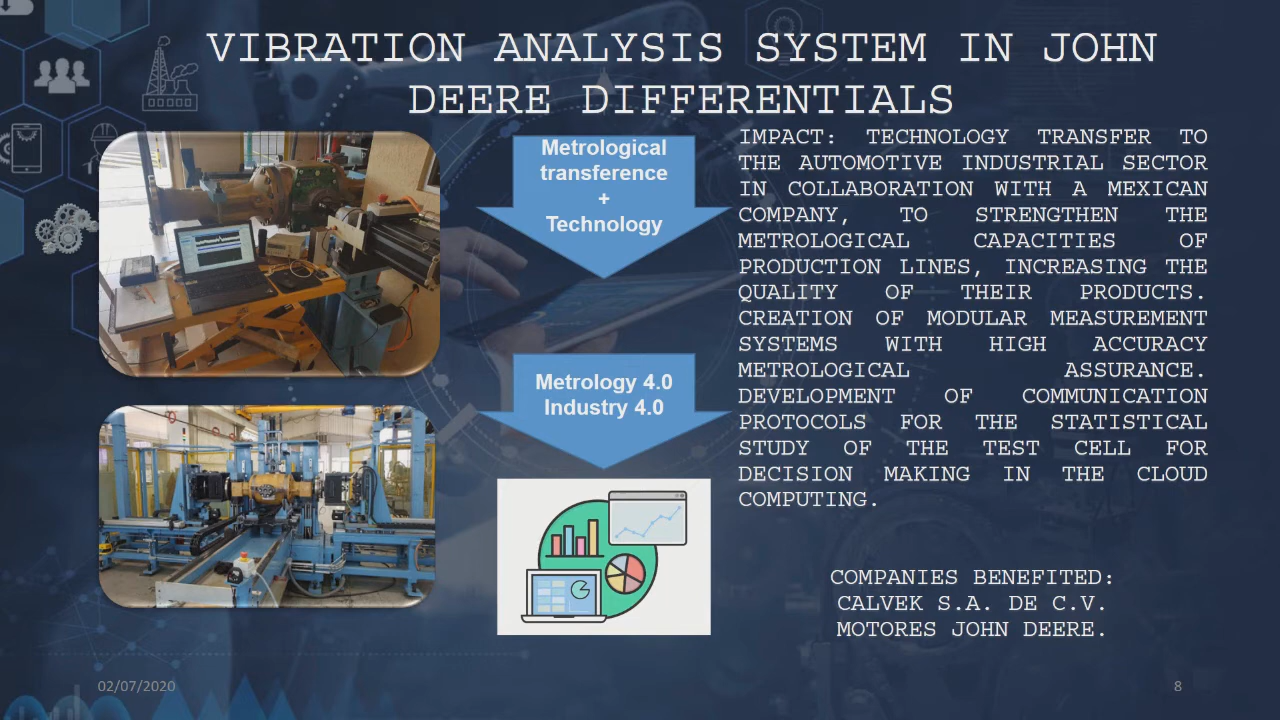 VIBRATION ANALYSIS SYSTEM IN JOHN
DEERE DIFFERENTIALS
Metrological
transference
+
Technology
Metrology 4.0
Industry 4.0
IMPACT: TECHNOLOGY TRANSFER TO
THE AUTOMOTIVE INDUSTRIAL SECTOR
IN COLLABORATION WITH A MEXICAN
COMPANY, TO STRENGTHEN THE
METROLOGICAL CAPACITIES OF
PRODUCTION LINES, INCREASING THE
QUALITY OF THEIR PRODUCTS.
CREATION OF MODULAR MEASUREMENT
SYSTEMS WITH HIGH ACCURACY
METROLOGICAL ASSURANCE.
DEVELOPMENT OF COMMUNICATION
PROTOCOLS FOR THE STATISTICAL
STUDY OF THE TEST CELL FOR
DECISION MAKING IN THE CLOUD
COMPUTING.
COMPANIES BENEFITED:
CALVEK S.A. DE C.V.
MOTORES JOHN DEERE.
02/07/2020
8